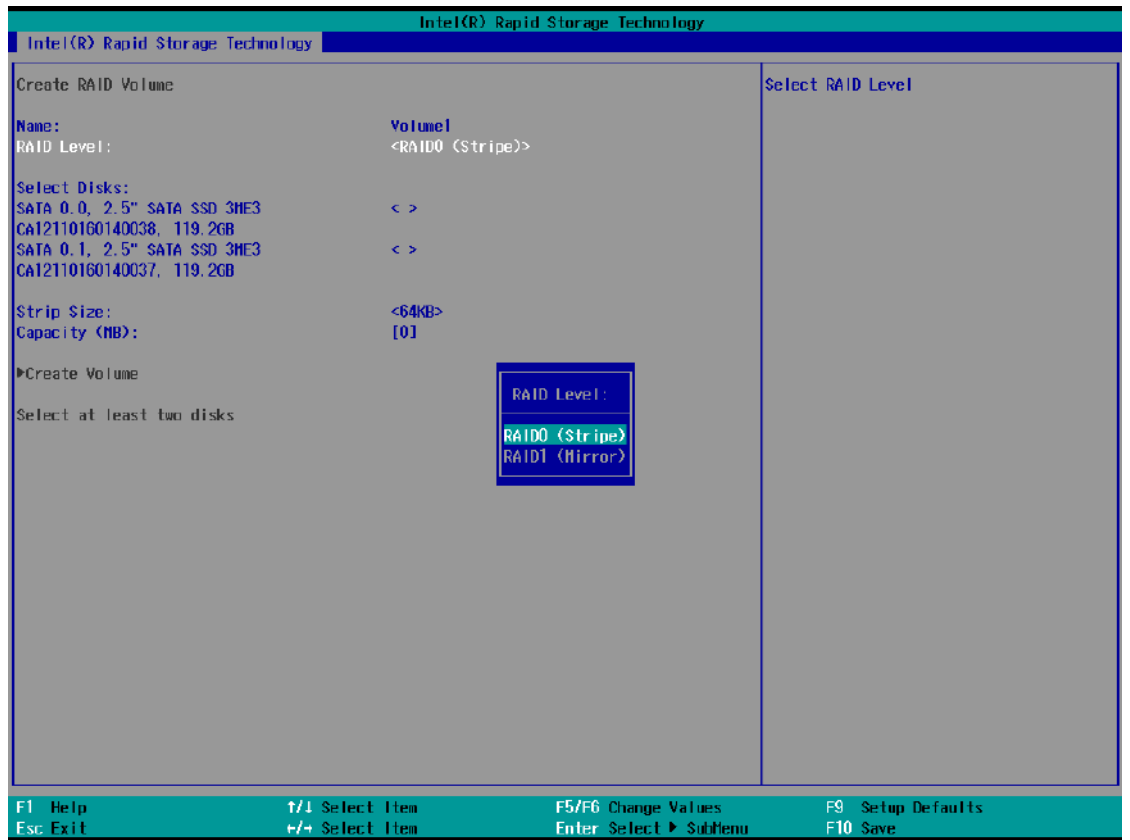 Intel(R) Rapid Storage Technology
Intel(R) Rapid Storage Technology
Create RAID Volume
Select RAID Level
Name: Volume1
RAID Level: <RAID0 (Stripe)>
Select Disks:
SATA 0.0, 2.5" SATA SSD 3ME3 < >
CA12110160140038, 119.2GB
SATA 0.1, 2.5" SATA SSD 3ME3 < >
CA12110160140037, 119.2GB
Strip Size: <64KB>
Capacity (MB): [0]
▶Create Volume
Select at least two disks
RAID Level:
RAID0 (Stripe)
RAID1 (Mirror)
F1 Help ↑/↓ Select Item F5/F6 Change Values F9 Setup Defaults
Esc Exit ←/→ Select Item Enter Select ▶ SubMenu F10 Save